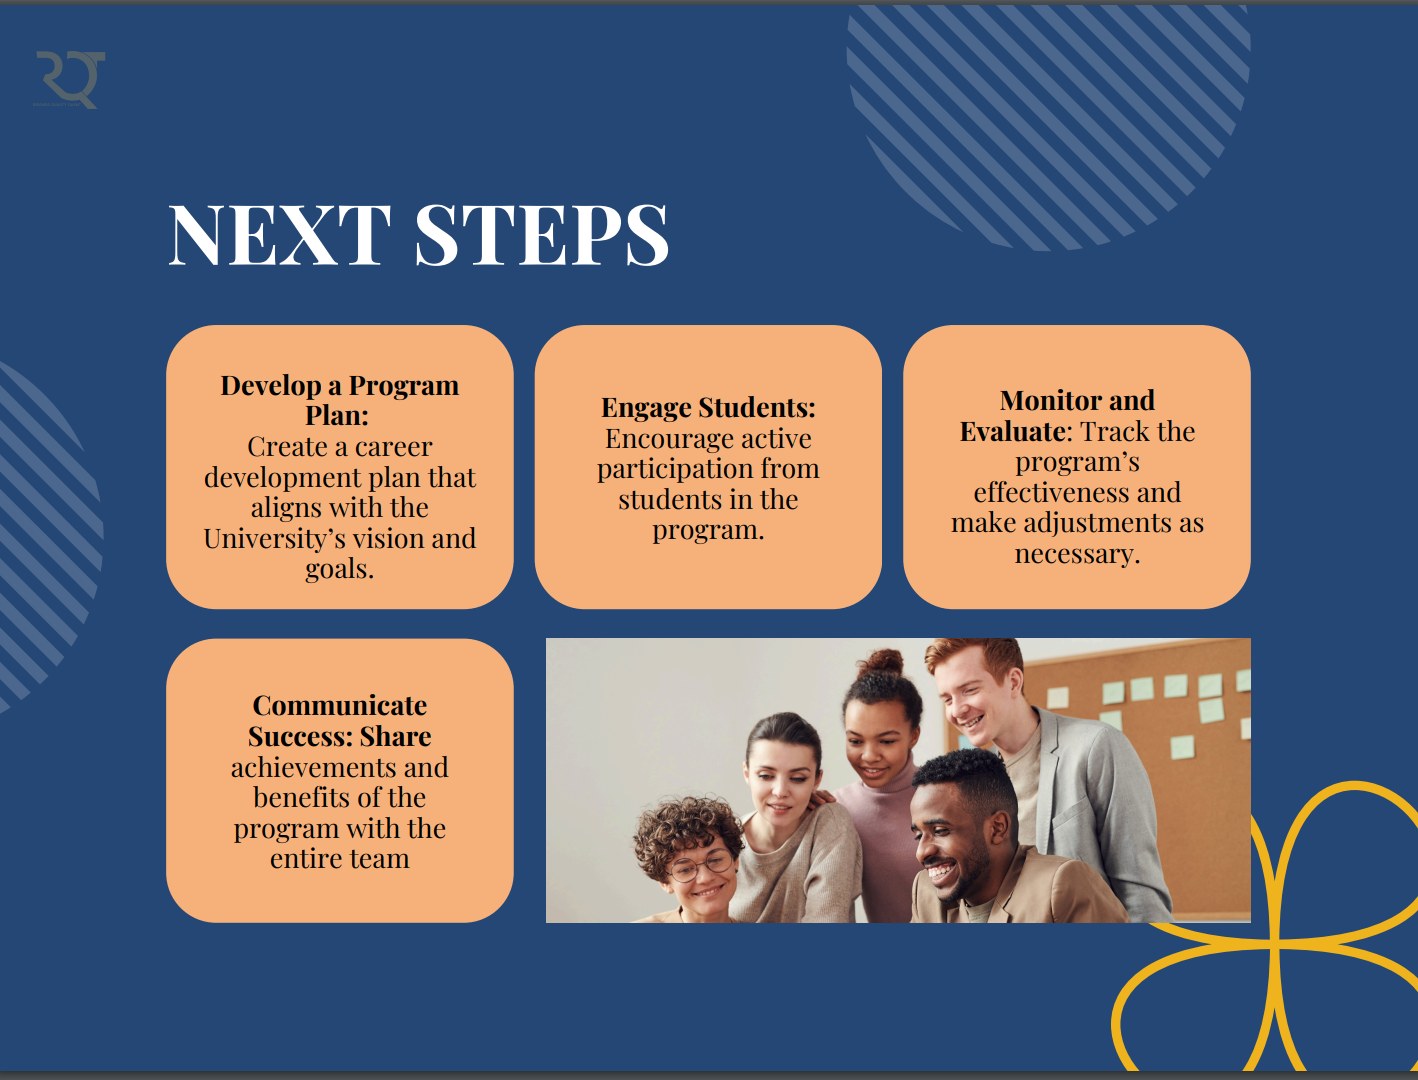 NEXT STEPS
Develop a Program
Plan:
Create a career
development plan that
aligns with the
University’s vision and
goals.
Engage Students:
Encourage active
participation from
students in the
program.
Monitor and
Evaluate: Track the
program’s
effectiveness and
make adjustments as
necessary.
Communicate
Success: Share
achievements and
benefits of the
program with the
entire team